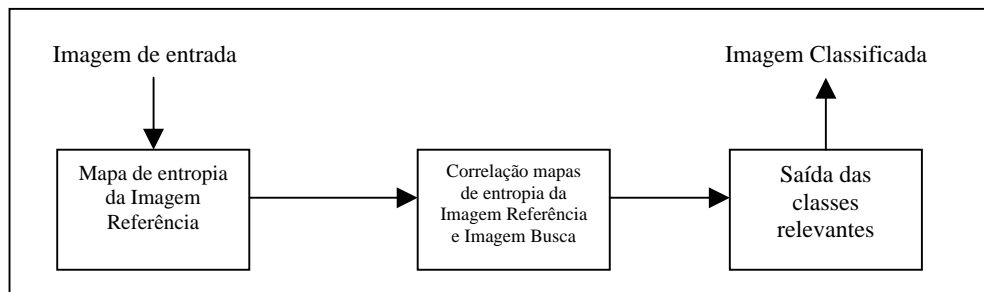 Imagem de entrada
Imagem Classificada
Mapa de entropia
da Imagem
Referência
Correlação mapas
de entropia da
Imagem Referência
e Imagem Busca
Saída das
classes
relevantes